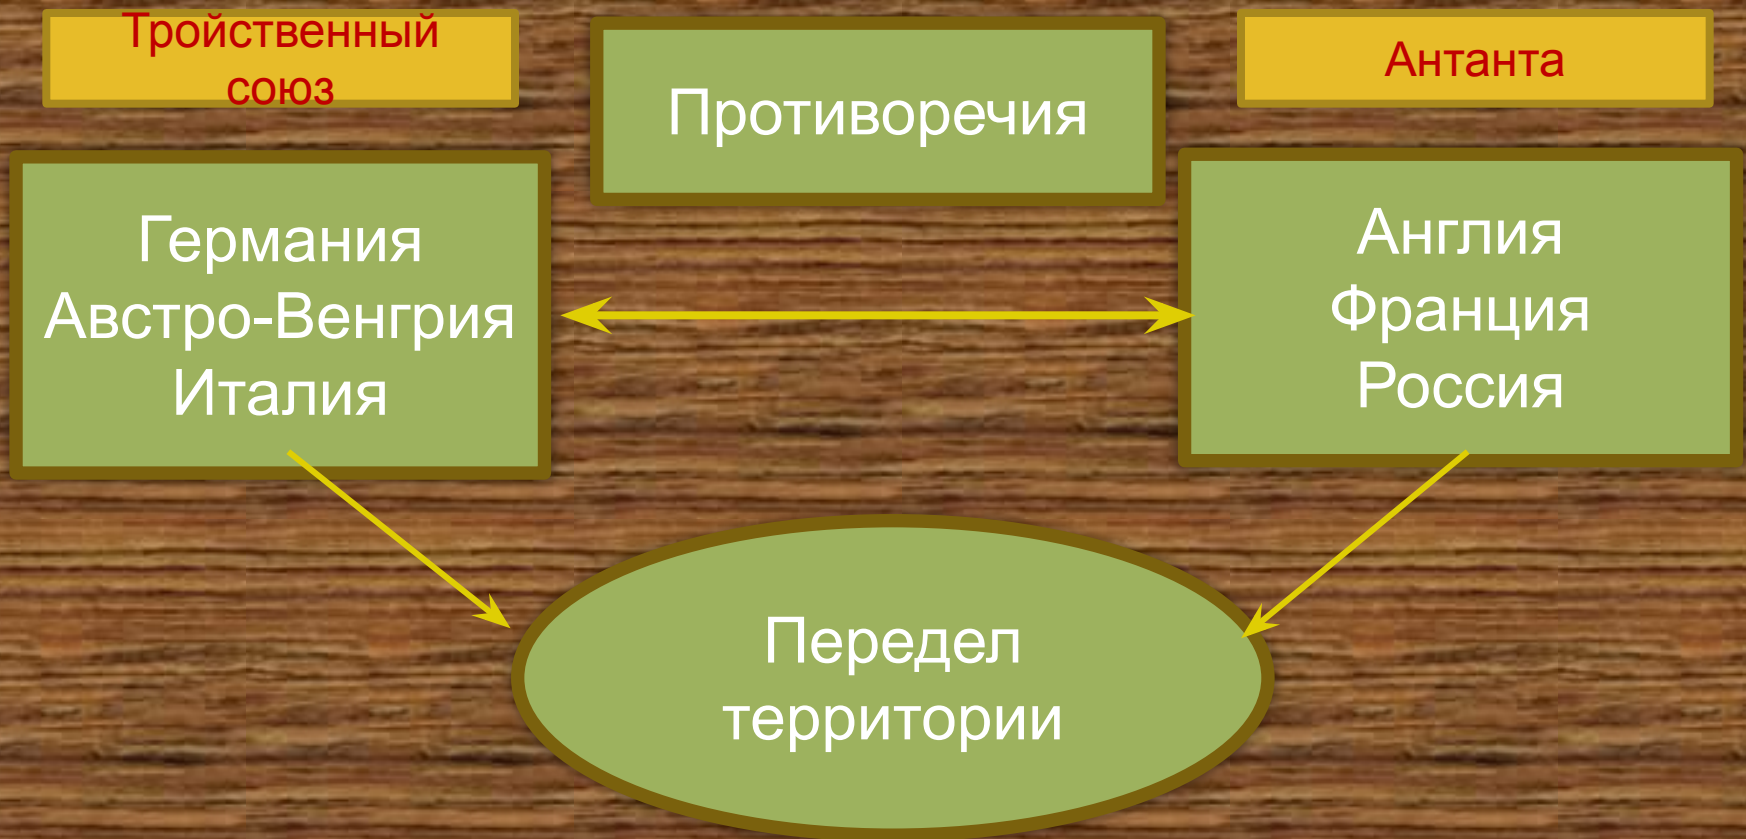 Тройственный
союз
Противоречия
Антанта
Германия
Австро-Венгрия
Италия
Англия
Франция
Россия
Передел
территории